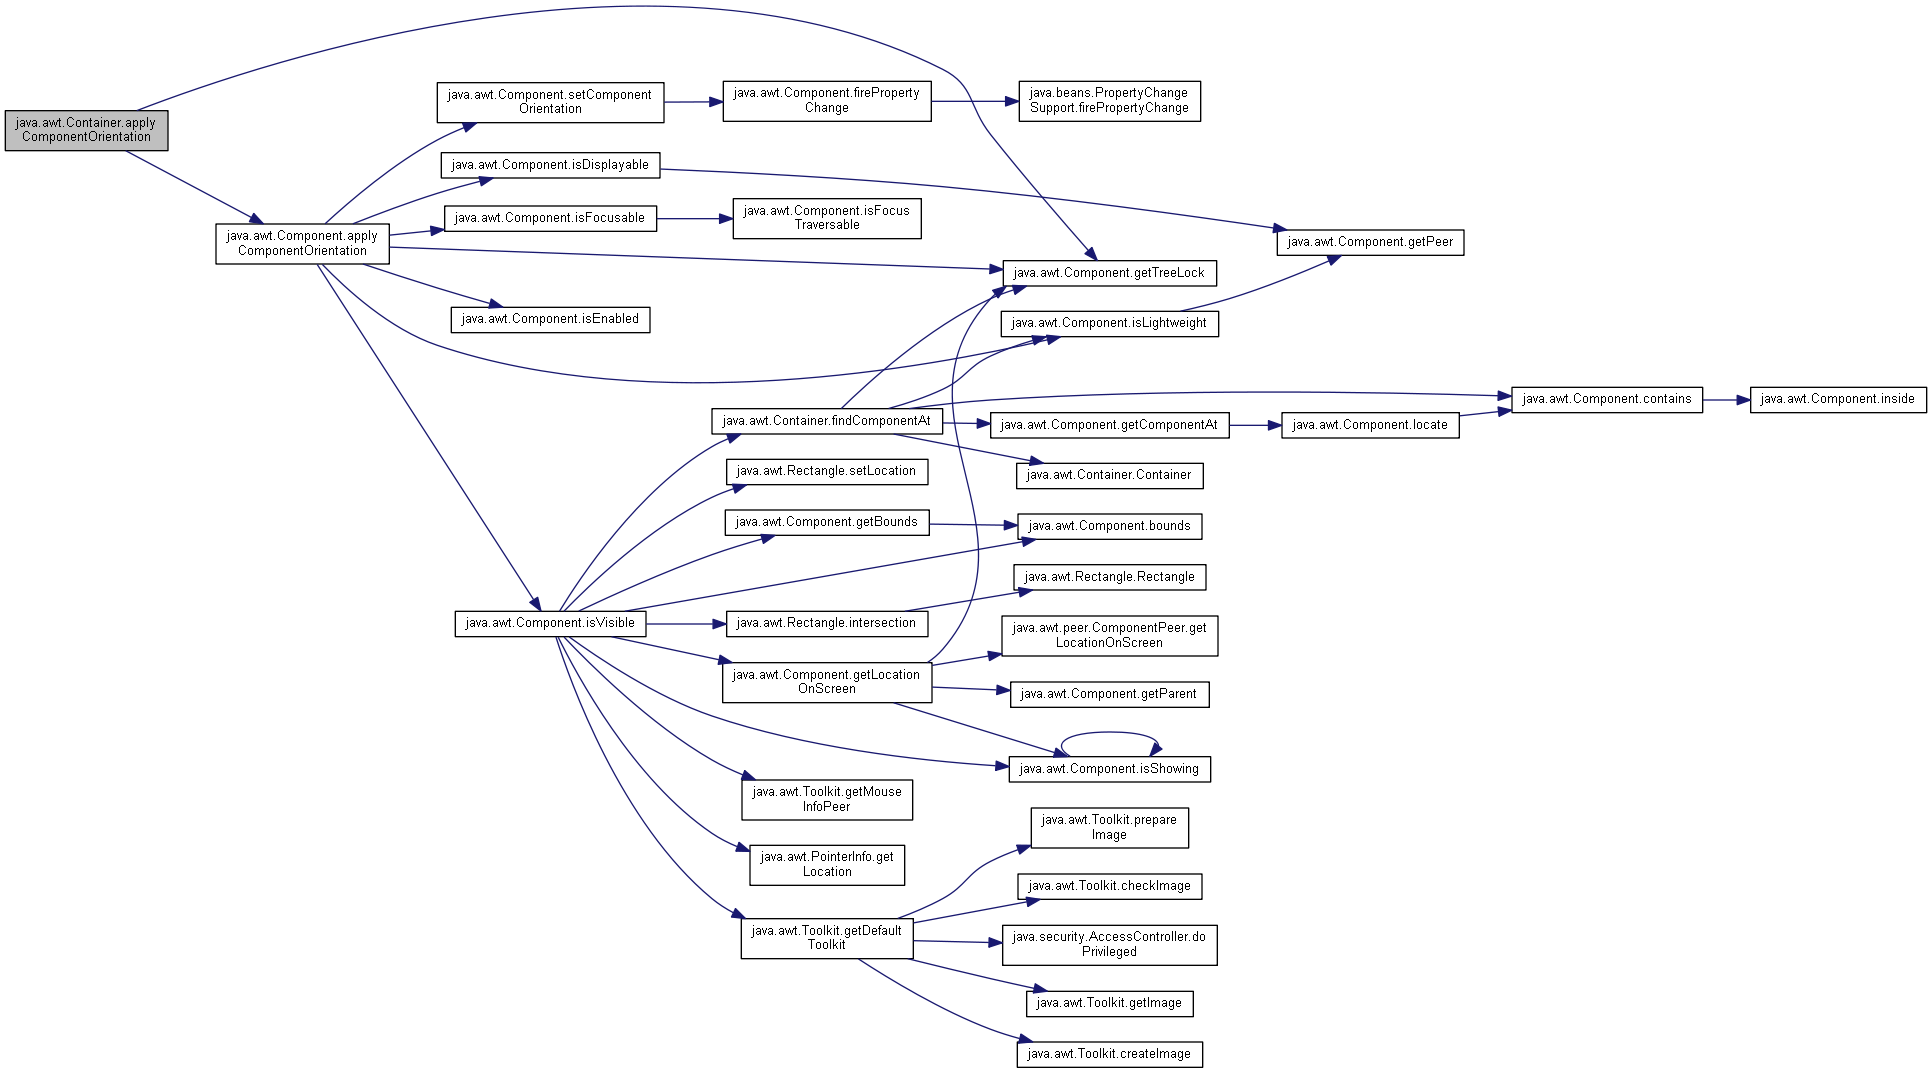 java.awt.Container.apply
ComponentOrientation
java.awt.Component.apply
ComponentOrientation
java.awt.Component.setComponent
Orientation
java.awt.Component.isDisplayable
java.awt.Component.isFocusable
java.awt.Component.isEnabled
java.awt.Component.isVisible
java.awt.Component.fireProperty
Change
java.awt.Component.isFocus
Traversable
java.awt.Container.findComponentAt
java.awt.Rectangle.setLocation
java.awt.Component.getBounds
java.awt.Rectangle.intersection
java.awt.Component.getLocation
OnScreen
java.awt.Toolkit.getMouse
InfoPeer
java.awt.PointerInfo.get
Location
java.awt.Toolkit.getDefault
Toolkit
java.beans.PropertyChange
Support.firePropertyChange
java.awt.Component.getTreeLock
java.awt.Component.isLightweight
java.awt.Component.getComponentAt
java.awt.Container.Container
java.awt.Component.bounds
java.awt.Rectangle.Rectangle
java.awt.peer.ComponentPeer.get
LocationOnScreen
java.awt.Component.getParent
java.awt.Component.isShowing
java.awt.Toolkit.prepare
Image
java.awt.Toolkit.checkImage
java.security.AccessController.do
Privileged
java.awt.Toolkit.getImage
java.awt.Toolkit.createImage
java.awt.Component.getPeer
java.awt.Component.locate
java.awt.Component.contains
java.awt.Component.inside